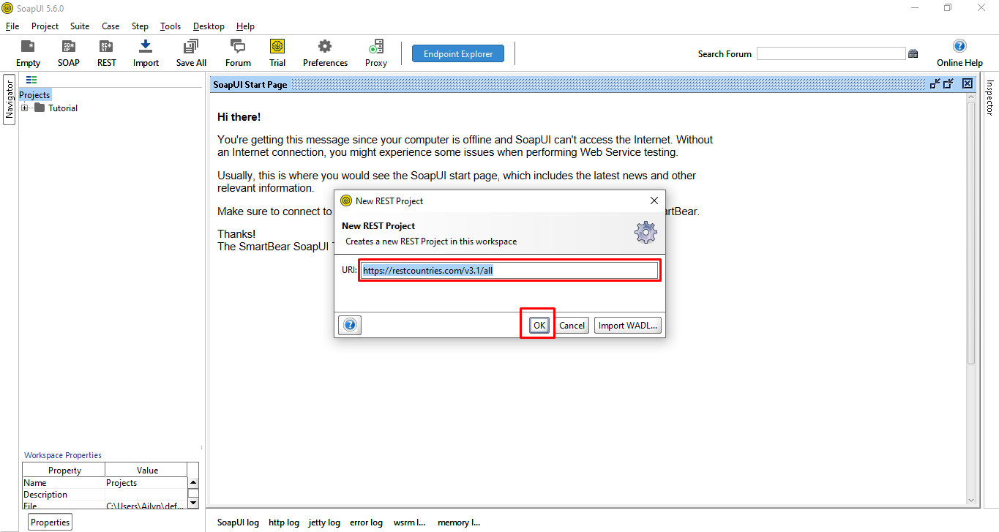 SoapUI 5.6.0
File Project Suite Case Step Tools Desktop Help
Empty SOAP REST Import Save All Forum Trial Preferences Proxy Endpoint Explorer Search Forum Online Help
Navigator
Projects
Tutorial
SoapUI Start Page
Inspector
Hi there!
You're getting this message since your computer is offline and SoapUI can't access the Internet. Without
an Internet connection, you might experience some issues when performing Web Service testing.
Usually, this is where you would see the SoapUI start page, which includes the latest news and other
relevant information.
Make sure to connect to
Thanks!
The SmartBear SoapUI
New REST Project
New REST Project
Creates a new REST Project in this workspace
URI: https://restcountries.com/v3.1/all
OK Cancel Import WADL...
Workspace Properties
Property Value
Name Projects
Description
File C:\Users\Ailyn\def...
Properties
SoapUI log http log jetty log error log wsrm l... memory l...